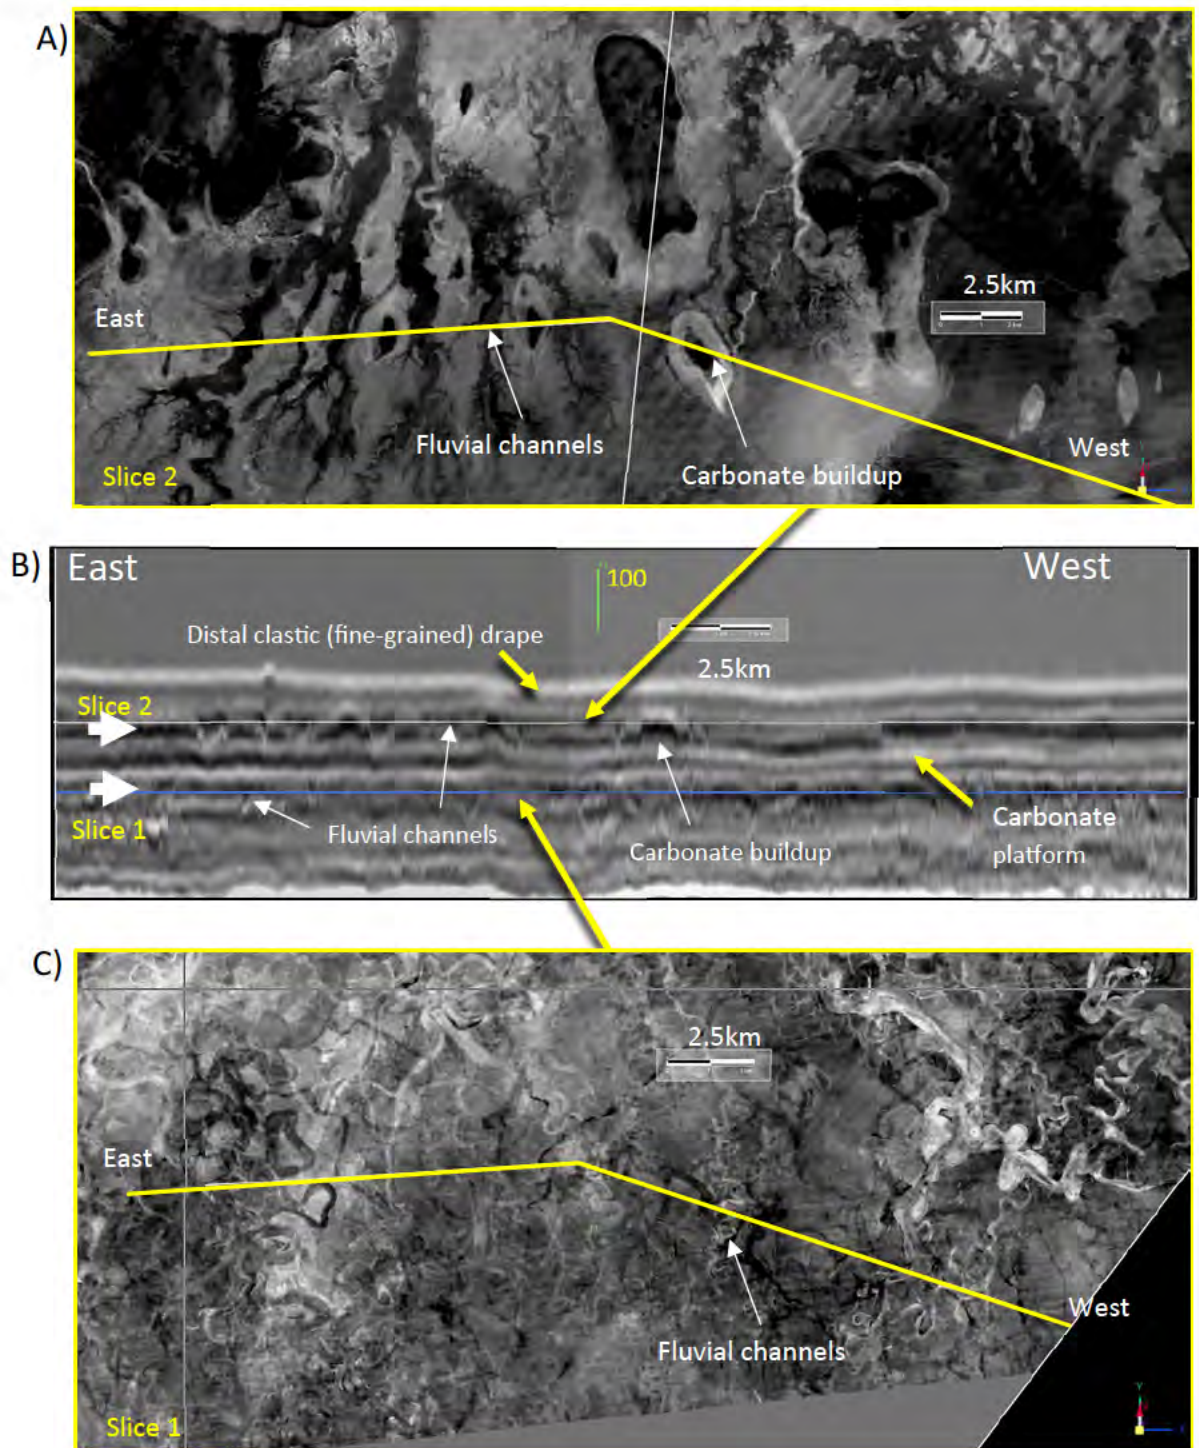 A)
2.5km
East
Fluvial channels
West
Carbonate buildup
Slice 2
B)
East
100
West
Distal clastic (fine-grained) drape
2.5km
Slice 2
Slice 1
Fluvial channels
Carbonate buildup
Carbonate
platform
C)
2.5km
East
West
Fluvial channels
Slice 1